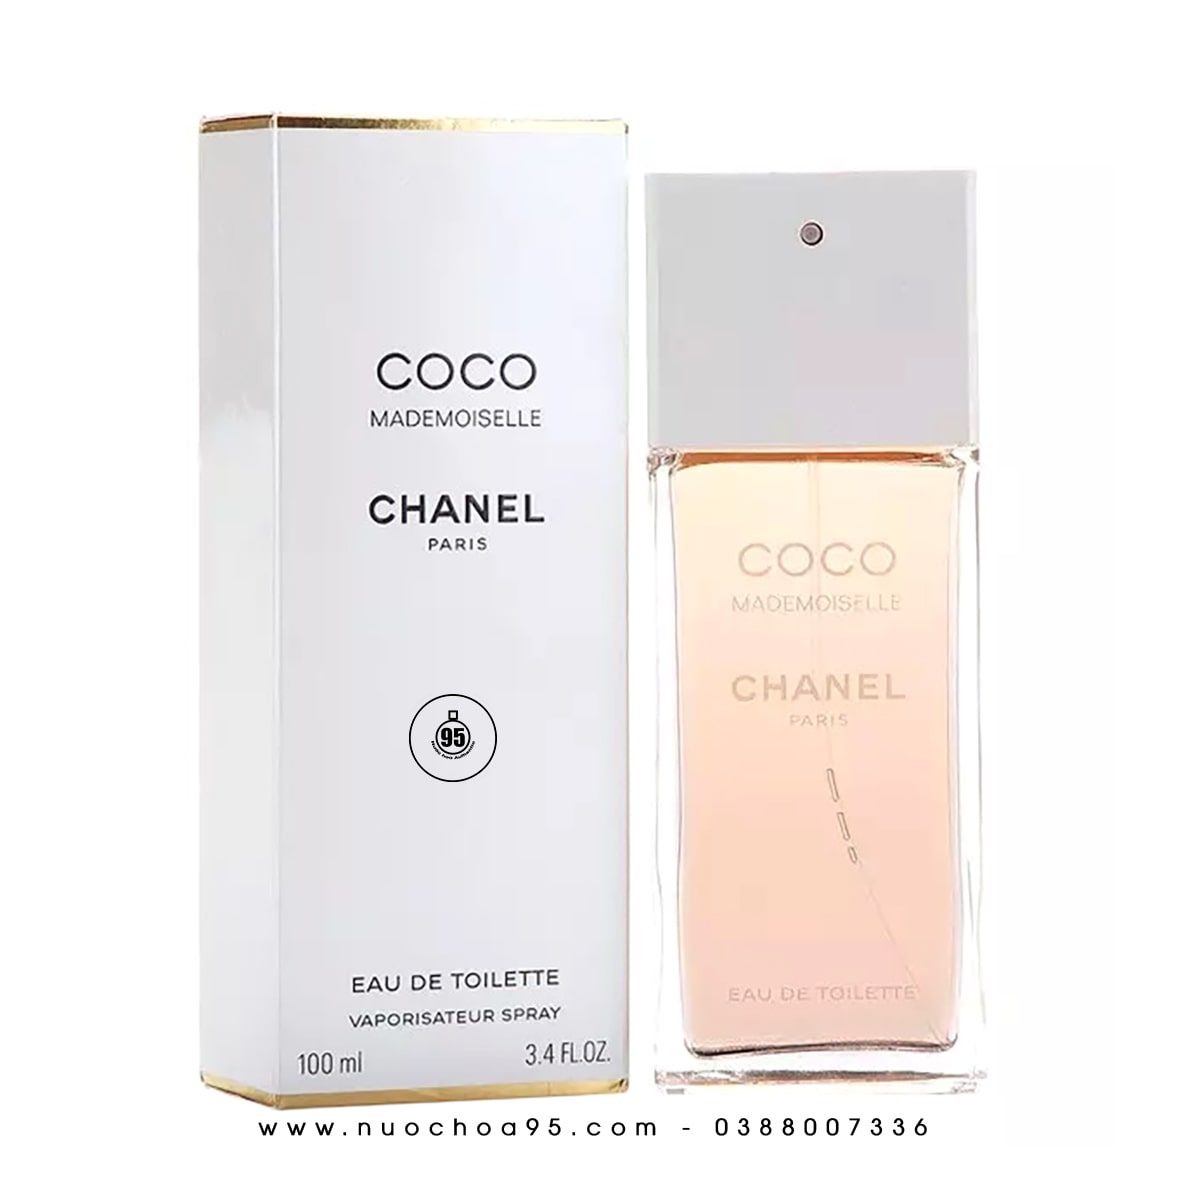 COCO
MADEMOISELLE
CHANEL
PARIS
95
EAU DE TOILETTE
VAPORISATEUR SPRAY
100 ml
3.4 FL.OZ.
COCO
MADEMOISELLE
CHANEL
PARIS
EAU DE TOILETTE
www.nuochoa95.com - 0388007336